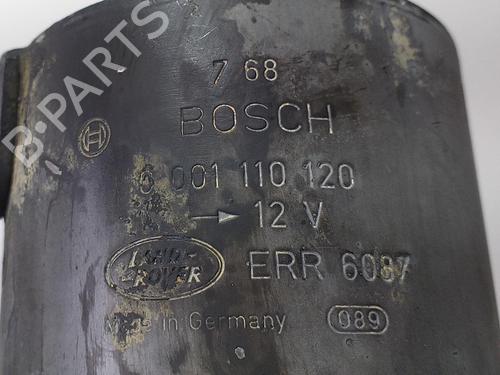 7 68
BOSCH
0 001 110 120
→ 12 V
LAND-
ROVER
ERR 6087
Made in Germany 089
B-PARTS